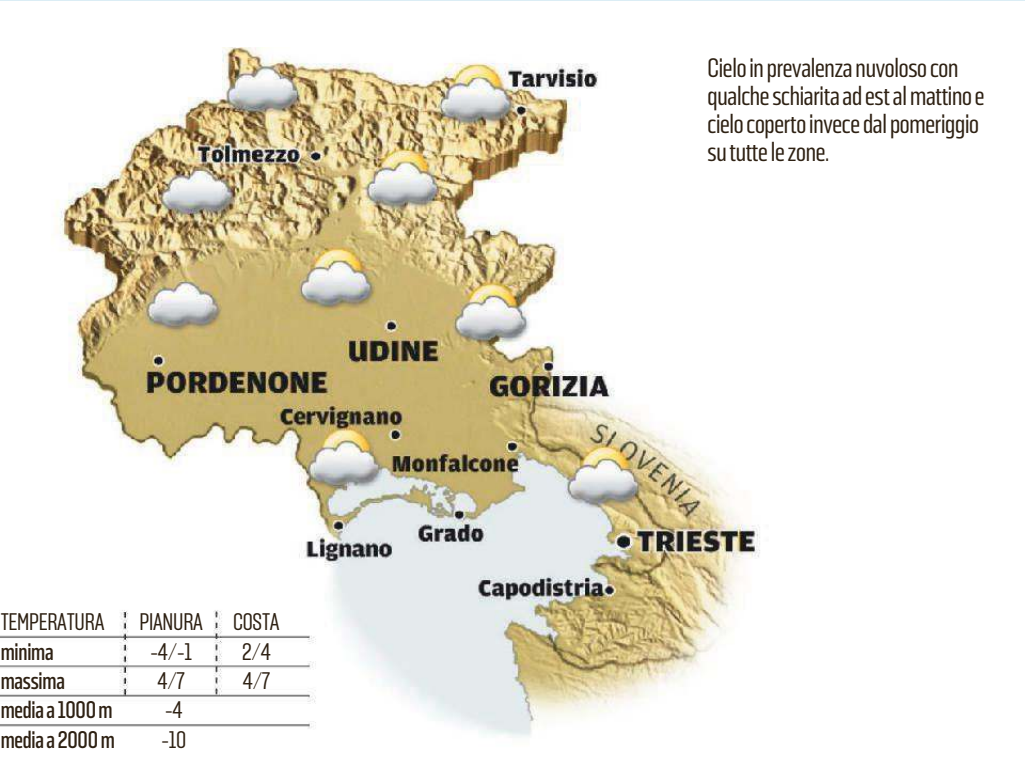 Cielo in prevalenza nuvoloso con
qualche schiarita ad est al mattino e
cielo coperto invece dal pomeriggio
su tutte le zone.
Tarvisio
Tolmezzo
UDINE
PORDENONE
GORIZIA
Cervignano
SLOVENIA
Monfalcone
Grado
TRIESTE
Lignano
Capodistria
TEMPERATURA PIANURA COSTA
minima -4/-1 2/4
massima 4/7 4/7
media a 1000 m -4
media a 2000 m -10